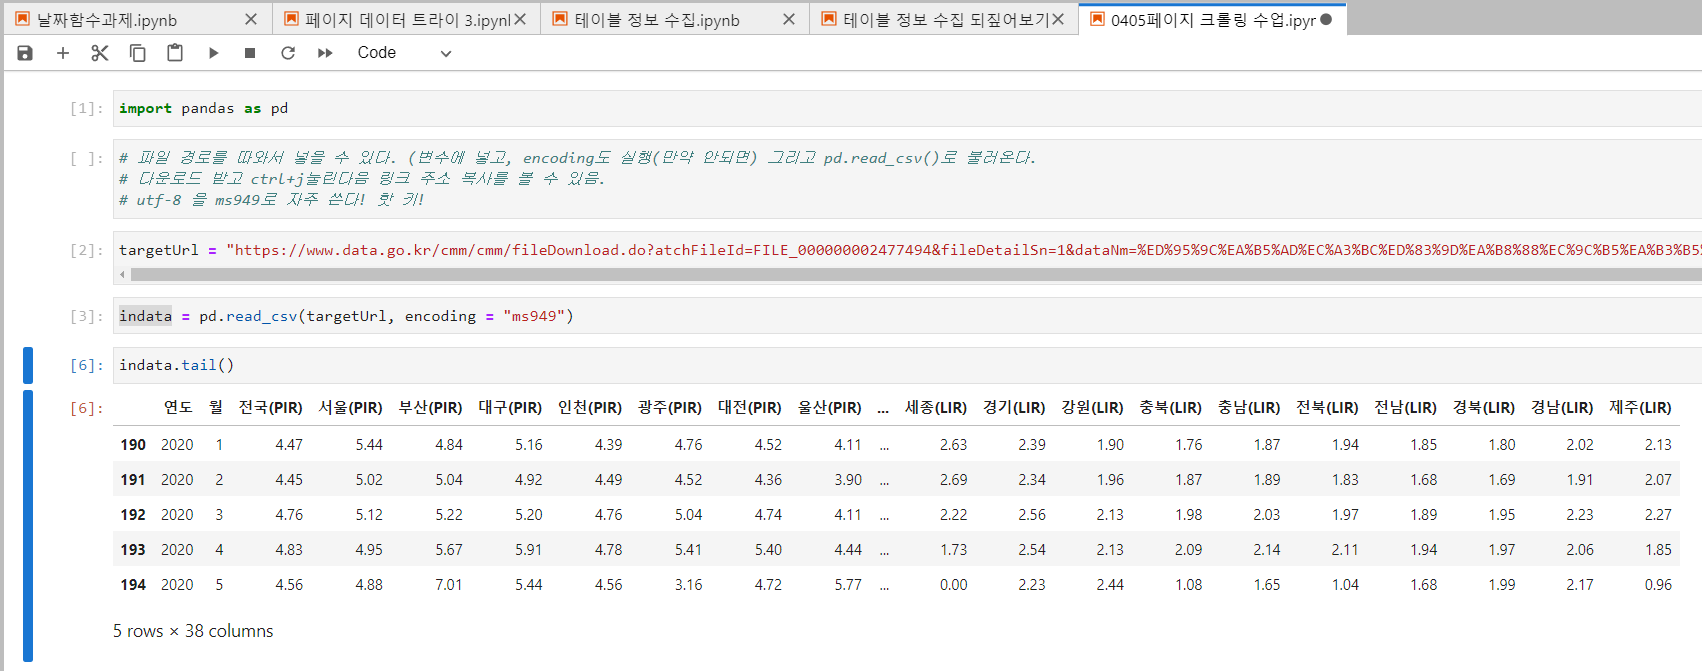 날짜함수과제.ipynb
페이지 데이터 트라이 3.ipynl
테이블 정보 수집.ipynb
테이블 정보 수집 되짚어보기
0405페이지 크롤링 수업.ipyr
Code
[1]: import pandas as pd
[ ]: # 파일 경로를 따와서 넣을 수 있다. (변수에 넣고, encoding도 실행(만약 안되면) 그리고 pd.read_csv()로 불러온다.
# 다운로드 받고 ctrl+j눌린다음 링크 주소 복사를 볼 수 있음.
# utf-8 을 ms949로 자주 쓴다! 핫 키!
[2]: targetUrl = "https://www.data.go.kr/cmm/cmm/fileDownload.do?atchFileId=FILE_000000002477494&fileDetailSn=1&dataNm=%ED%95%9C%EA%B5%AD%EC%A3%BC%ED%83%9D%EA%B8%88%EC%9C%B5%EA%B3%B5%
[3]: indata = pd.read_csv(targetUrl, encoding = "ms949")
[6]: indata.tail()
[6]: 연도 월 전국(PIR) 서울(PIR) 부산(PIR) 대구(PIR) 인천(PIR) 광주(PIR) 대전(PIR) 울산(PIR) ... 세종(LIR) 경기(LIR) 강원(LIR) 충북(LIR) 충남(LIR) 전북(LIR) 전남(LIR) 경북(LIR) 경남(LIR) 제주(LIR)
190 2020 1 4.47 5.44 4.84 5.16 4.39 4.76 4.52 4.11 ... 2.63 2.39 1.90 1.76 1.87 1.94 1.85 1.80 2.02 2.13
191 2020 2 4.45 5.02 5.04 4.92 4.49 4.52 4.36 3.90 ... 2.69 2.34 1.96 1.87 1.89 1.83 1.68 1.69 1.91 2.07
192 2020 3 4.76 5.12 5.22 5.20 4.76 5.04 4.74 4.11 ... 2.22 2.56 2.13 1.98 2.03 1.97 1.89 1.95 2.23 2.27
193 2020 4 4.83 4.95 5.67 5.91 4.78 5.41 5.40 4.44 ... 1.73 2.54 2.13 2.09 2.14 2.11 1.94 1.97 2.06 1.85
194 2020 5 4.56 4.88 7.01 5.44 4.56 3.16 4.72 5.77 ... 0.00 2.23 2.44 1.08 1.65 1.04 1.68 1.99 2.17 0.96
5 rows × 38 columns